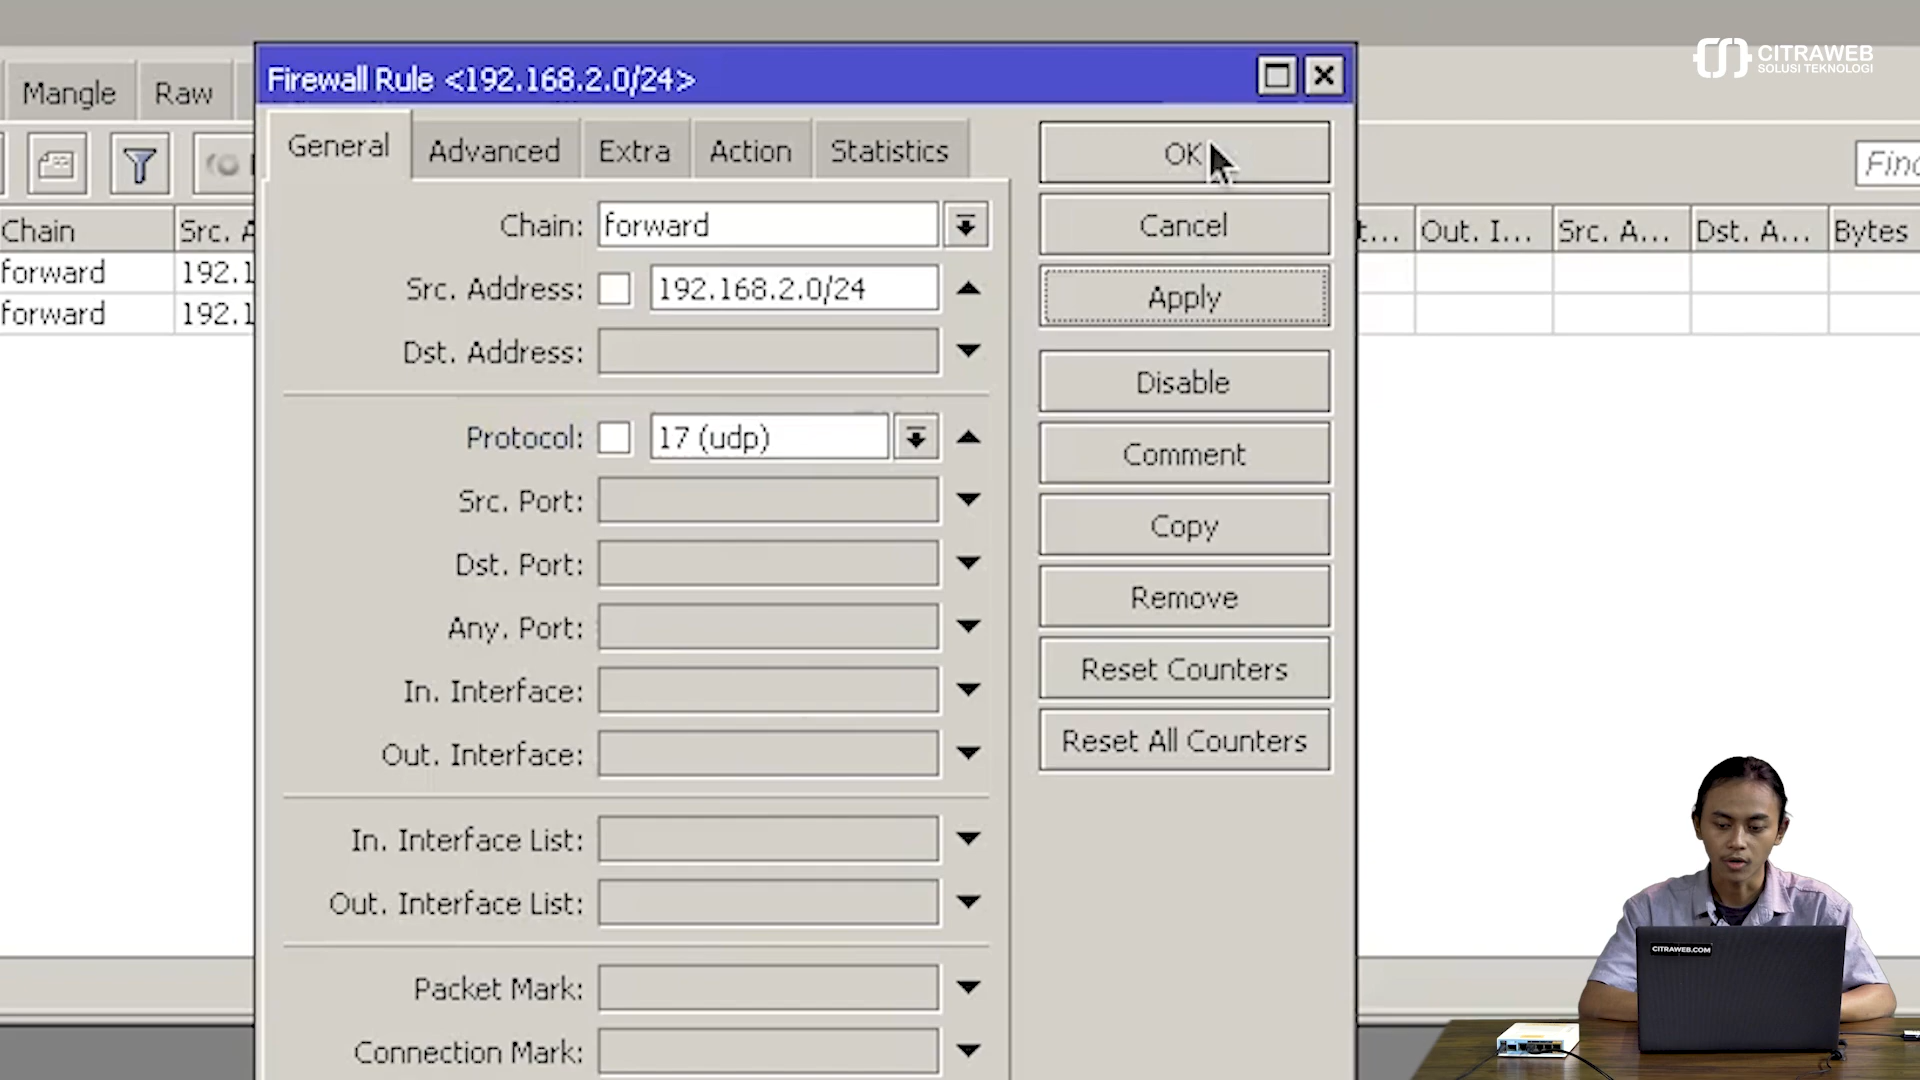 CITRAWEB
SOLUSI TEKNOLOGI
Firewall Rule <192.168.2.0/24>
Mangle
Raw
General
Advanced
Extra
Action
Statistics
Find
Chain
Src. A
t...
Out. I...
Src. A...
Dst. A...
Bytes
forward
192.1
forward
192.1
Chain:
forward
Src. Address:
192.168.2.0/24
Dst. Address:
Protocol:
17 (udp)
Src. Port:
Dst. Port:
Any. Port:
In. Interface:
Out. Interface:
In. Interface List:
Out. Interface List:
Packet Mark:
Connection Mark:
OK
Cancel
Apply
Disable
Comment
Copy
Remove
Reset Counters
Reset All Counters
CITRAWEB.COM